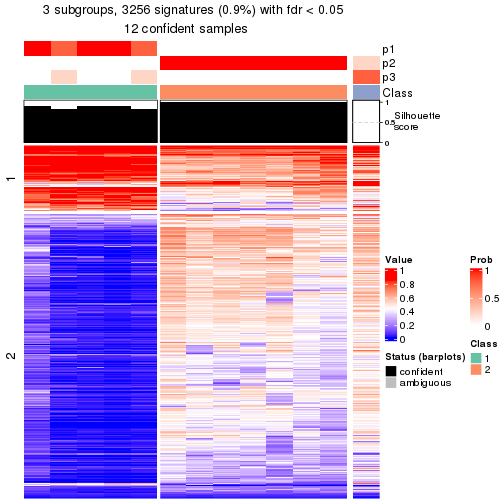 3 subgroups, 3256 signatures (0.9%) with fdr < 0.05
12 confident samples
p1
p2
p3
Class
1
0.5
0
Silhouette
score
1
2
Value
1
0.8
0.6
0.4
0.2
0
Prob
1
0.5
0
Status (barplots)
confident
ambiguous
Class
1
2